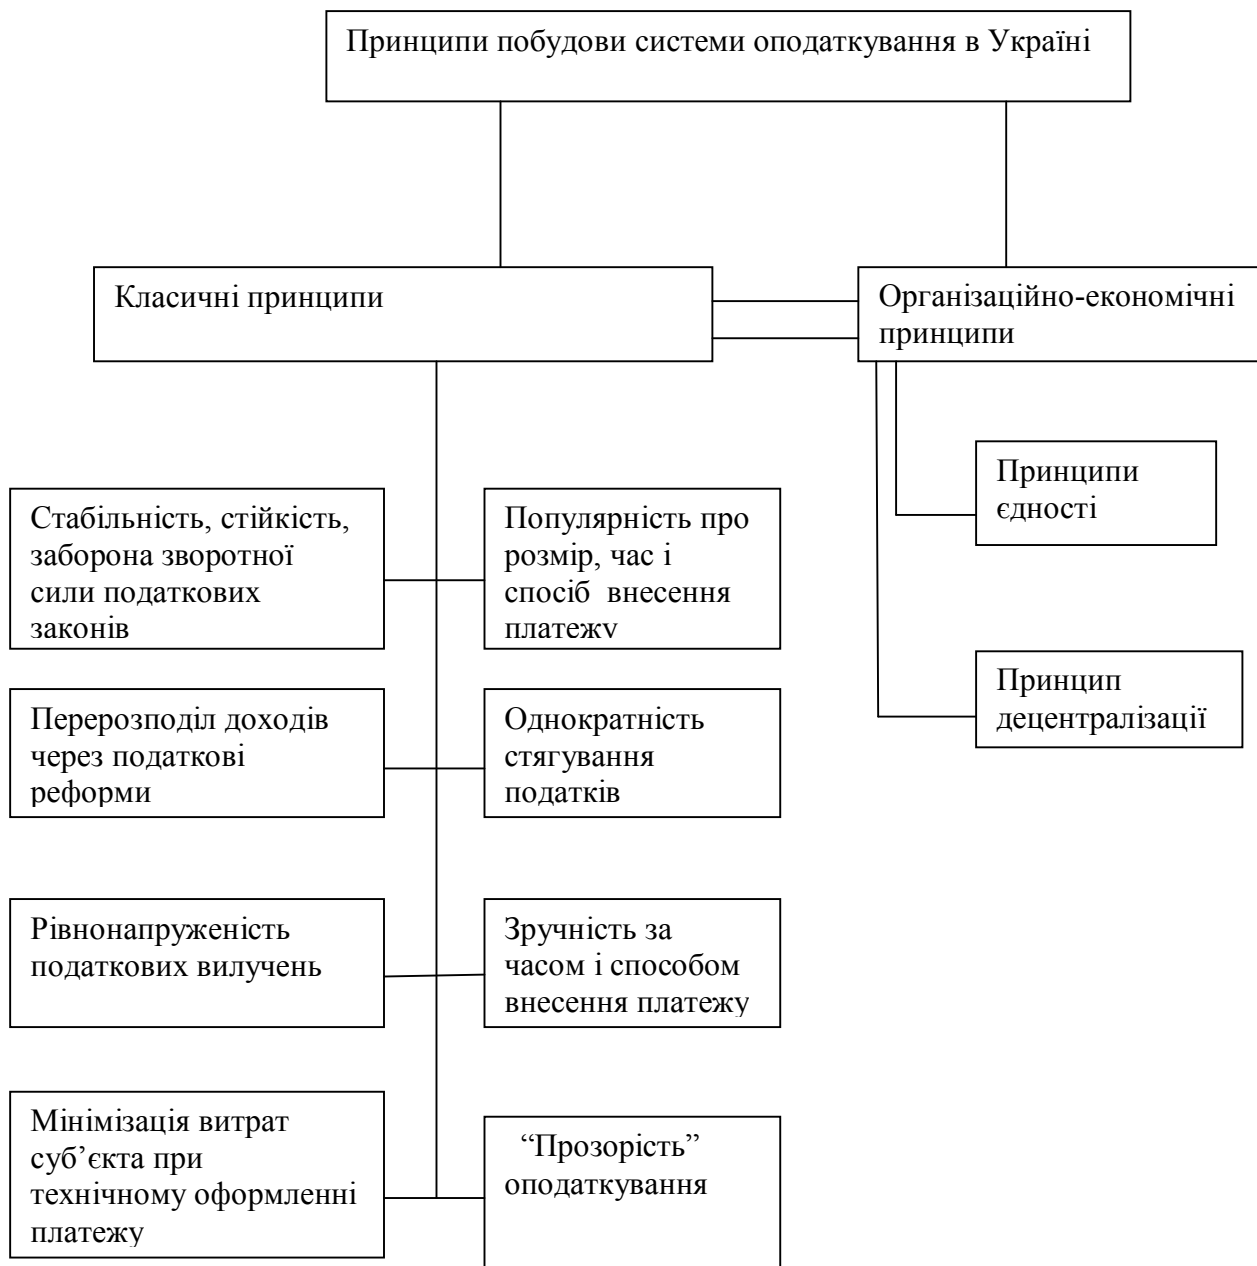 Принципи побудови системи оподаткування в Україні
Класичні принципи
Організаційно-економічні
принципи
Стабільність, стійкість,
заборона зворотної
сили податкових
законів
Популярність про
розмір, час і
спосіб внесення
платежу
Перерозподіл доходів
через податкові
реформи
Однократність
стягування
податків
Рівнонапруженість
податкових вилучень
Зручність за
часом і способом
внесення платежу
Мінімізація витрат
суб’єкта при
технічному оформленні
платежу
“Прозорість”
оподаткування
Принципи
єдності
Принцип
децентралізації